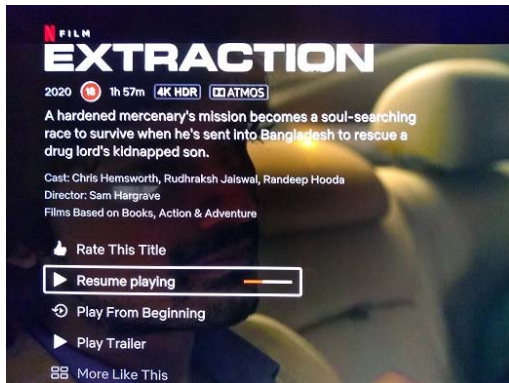 N FILM
EXTRACTION
2020 18 1h 57m 4K HDR ATMOS
A hardened mercenary's mission becomes a soul-searching
race to survive when he's sent into Bangladesh to rescue a
drug lord's kidnapped son.
Cast: Chris Hemsworth, Rudhraksh Jaiswal, Randeep Hooda
Director: Sam Hargrave
Films Based on Books, Action & Adventure
Rate This Title
Resume playing
Play From Beginning
Play Trailer
More Like This